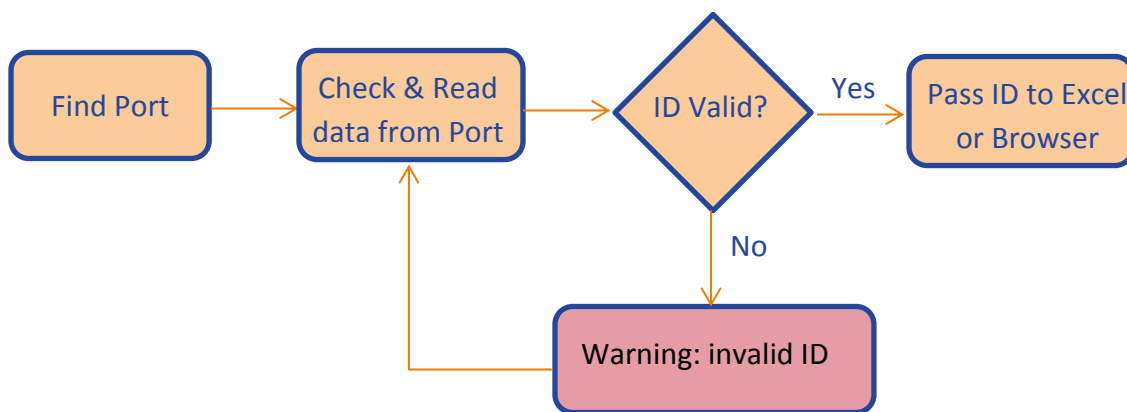 Find Port
Check & Read
data from Port
ID Valid?
Yes
Pass ID to Excel
or Browser
No
Warning: invalid ID